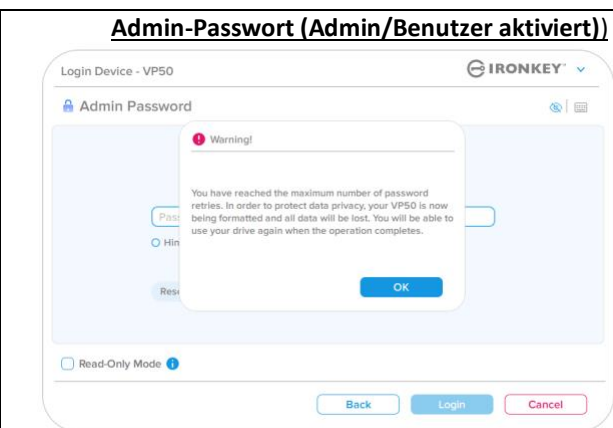 Admin-Passwort (Admin/Benutzer aktiviert))
Login Device - VP50
IRONKEY
Admin Password
Warning!
You have reached the maximum number of password
retries. In order to protect data privacy, your VP50 is now
being formatted and all data will be lost. You will be able to
use your drive again when the operation completes.
Pass
Hin
Rese
OK
Read-Only Mode
Back Login Cancel